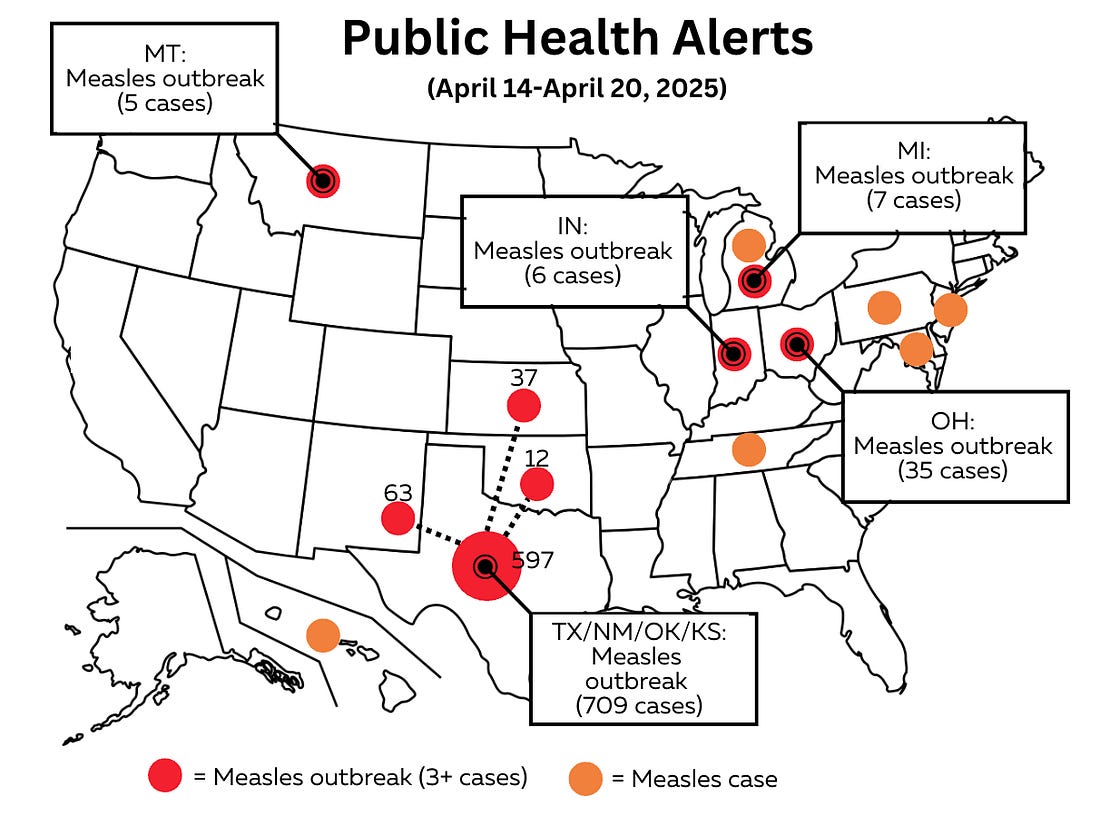 Public Health Alerts
(April 14-April 20, 2025)
MT:
Measles outbreak
(5 cases)
MI:
Measles outbreak
(7 cases)
IN:
Measles outbreak
(6 cases)
37
12
63
597
OH:
Measles outbreak
(35 cases)
TX/NM/OK/KS:
Measles
outbreak
(709 cases)
= Measles outbreak (3+ cases)
= Measles case